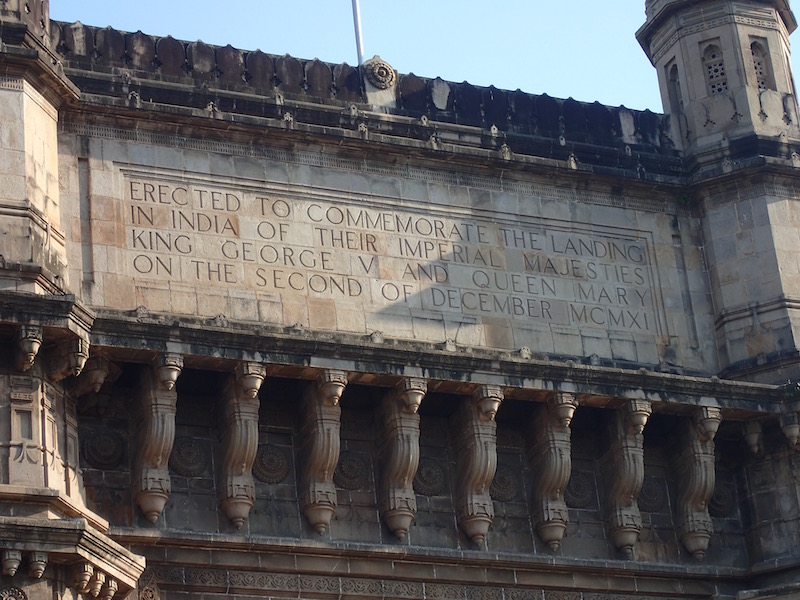 ERECTED TO COMMEMORATE THE LANDING
IN INDIA OF THEIR IMPERIAL MAJESTIES
KING GEORGE V AND QUEEN MARY
ON THE SECOND OF DECEMBER MCMXI